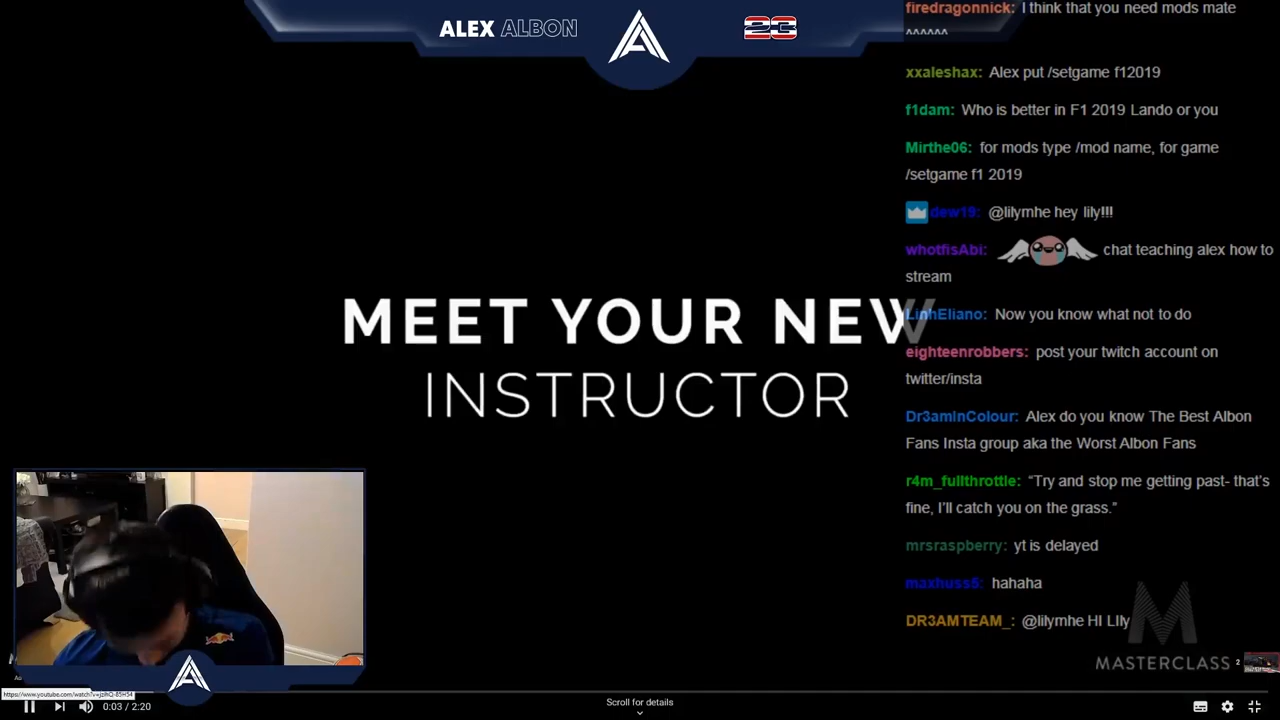 ALEX ALBON
23
firedragonnick: I think that you need mods mate
^^^^^^
xxaleshax: Alex put /setgame f12019
f1dam: Who is better in F1 2019 Lando or you
Mirthe06: for mods type /mod name, for game
/setgame f1 2019
dew19: @lilymhe hey lily!!!
whotfisAbi: chat teaching alex how to
stream
MEET YOUR NEW
INSTRUCTOR
LinhEliano: Now you know what not to do
eighteenrobbers: post your twitch account on
twitter/insta
Dr3amInColour: Alex do you know The Best Albon
Fans Insta group aka the Worst Albon Fans
r4m_fullthrottle: “Try and stop me getting past- that’s
fine, I’ll catch you on the grass.”
mrsraspberry: yt is delayed
maxhuss5: hahaha
DR3AMTEAM_: @lilymhe HI LIly
MASTERCLASS
2
0:03 / 2:20
Scroll for details